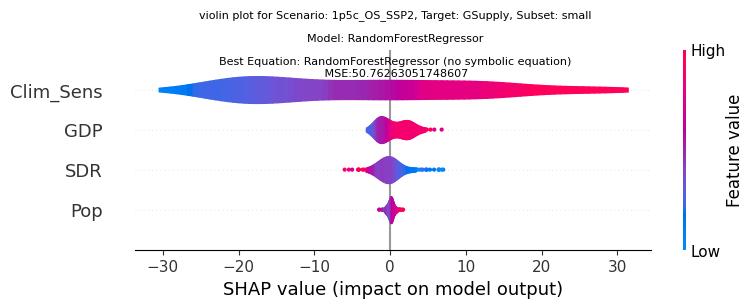 violin plot for Scenario: 1p5c_OS_SSP2, Target: GSupply, Subset: small
Model: RandomForestRegressor
Best Equation: RandomForestRegressor (no symbolic equation)
MSE:50.76263051748607
High
Clim_Sens
GDP
SDR
Pop
Feature value
Low
−30 −20 −10 0 10 20 30
SHAP value (impact on model output)